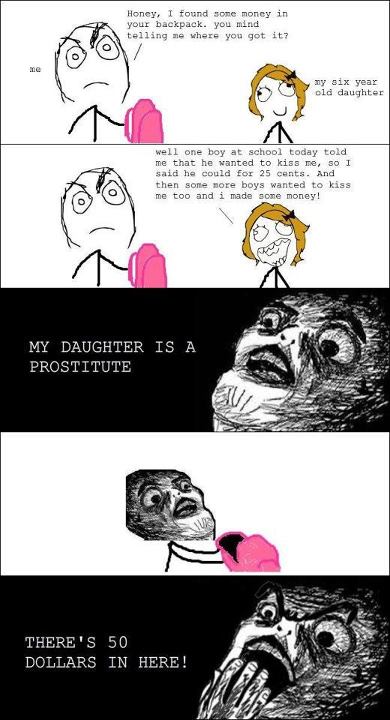 Honey, I found some money in
your backpack. you mind
telling me where you got it?
me
my six year
old daughter
well one boy at school today told
me that he wanted to kiss me, so I
said he could for 25 cents. And
then some more boys wanted to kiss
me too and i made some money!
MY DAUGHTER IS A
PROSTITUTE
THERE'S 50
DOLLARS IN HERE!